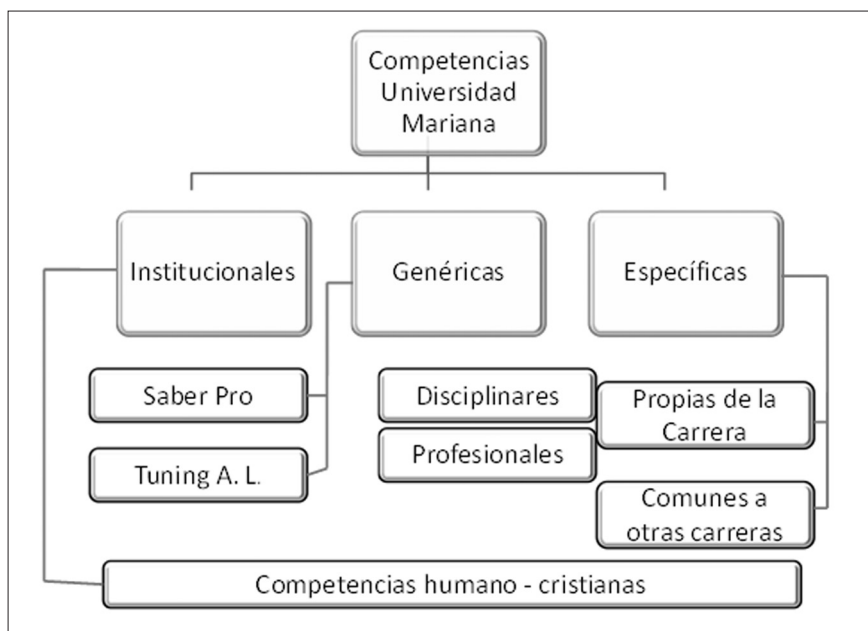 Competencias
Universidad
Mariana
Institucionales
Genéricas
Específicas
Saber Pro
Disciplinares
Propias de la
Carrera
Tuning A. L.
Profesionales
Comunes a
otras carreras
Competencias humano - cristianas